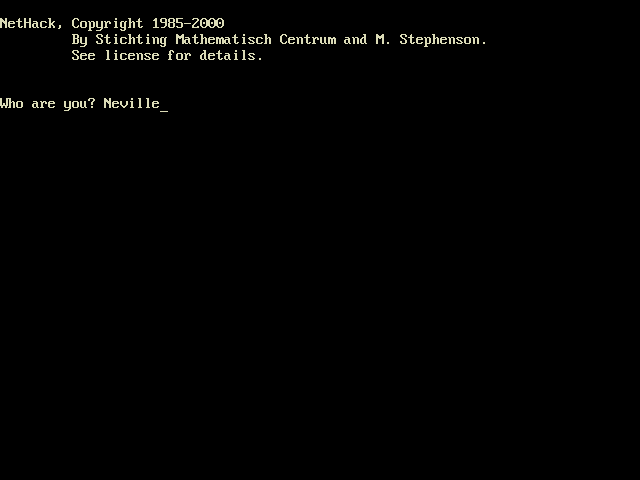 NetHack, Copyright 1985-2000
By Stichting Mathematisch Centrum and M. Stephenson.
See license for details.
Who are you? Neville_